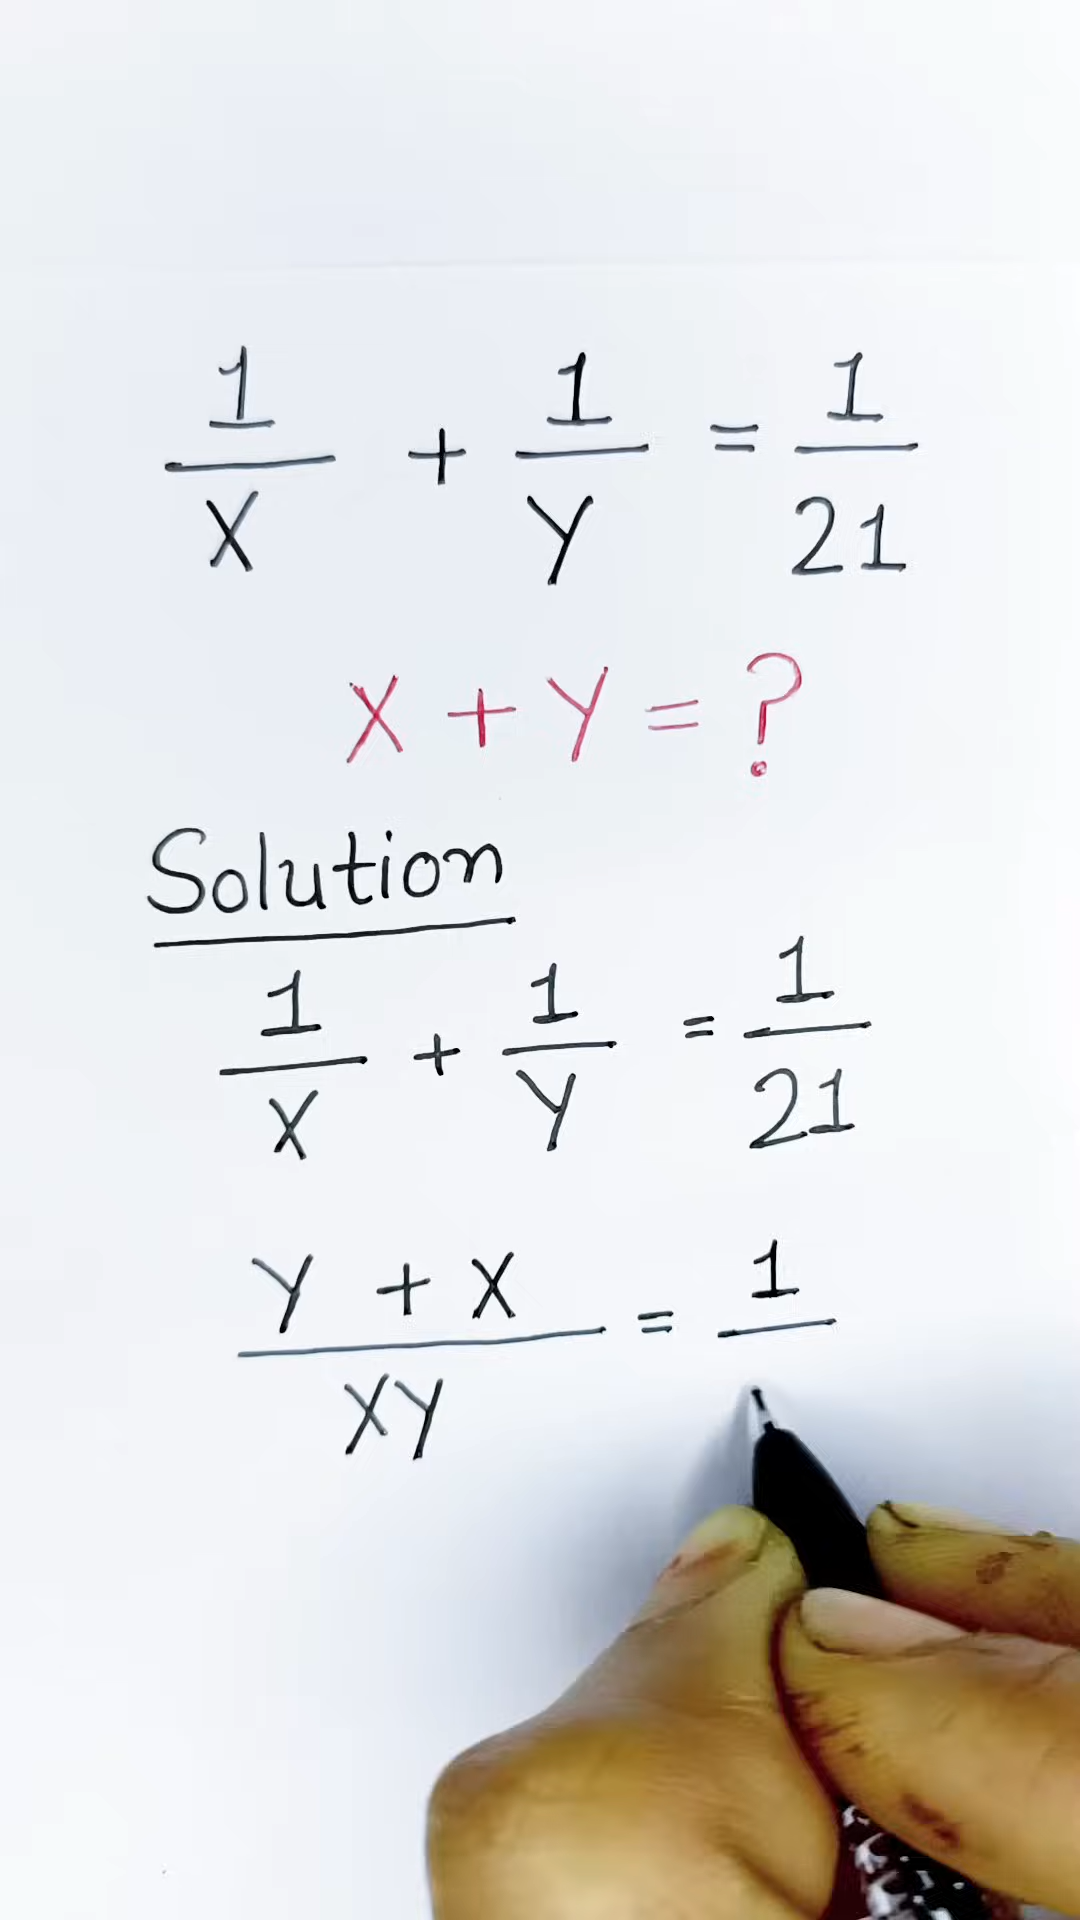 1/X + 1/Y = 1/21
X + Y = ?
Solution
1/X + 1/Y = 1/21
Y + X/XY = 1/